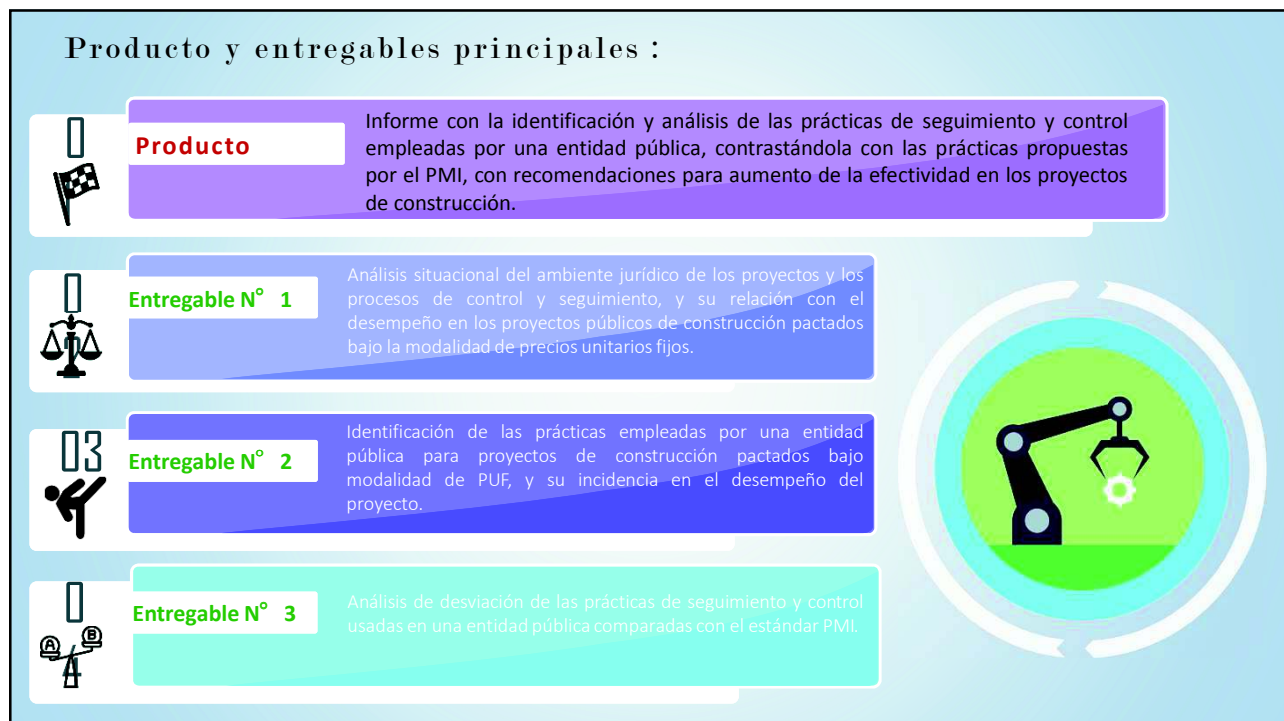 Producto y entregables principales :
Producto
Informe con la identificación y análisis de las prácticas de seguimiento y control
empleadas por una entidad pública, contrastándola con las prácticas propuestas
por el PMI, con recomendaciones para aumento de la efectividad en los proyectos
de construcción.
Entregable N° 1
Análisis situacional del ambiente jurídico de los proyectos y los
procesos de control y seguimiento, y su relación con el
desempeño en los proyectos públicos de construcción pactados
bajo la modalidad de precios unitarios fijos.
03
Entregable N° 2
Identificación de las prácticas empleadas por una entidad
pública para proyectos de construcción pactados bajo
modalidad de PUF, y su incidencia en el desempeño del
proyecto.
A B
4
Entregable N° 3
Análisis de desviación de las prácticas de seguimiento y control
usadas en una entidad pública comparadas con el estándar PMI.